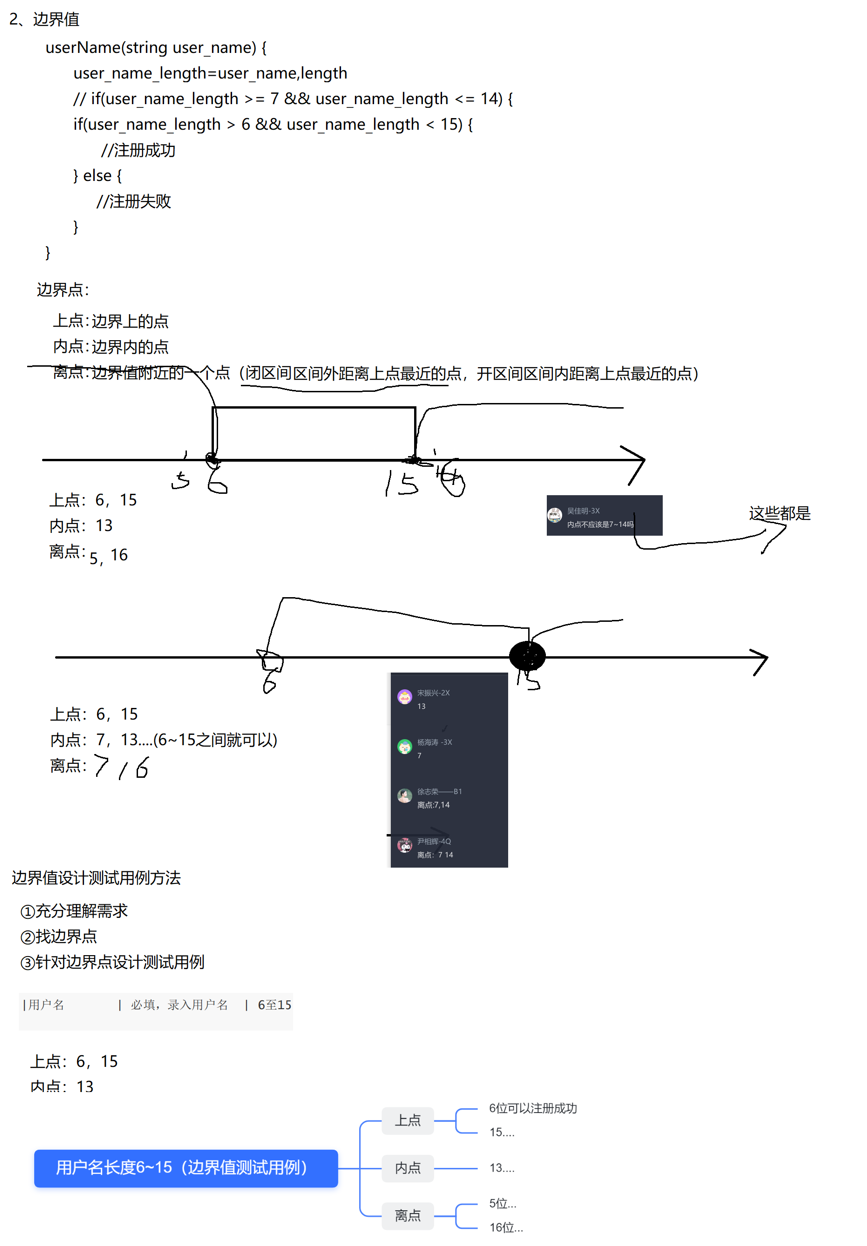 2、边界值
userName(string user_name) {
user_name_length=user_name,length
// if(user_name_length >= 7 && user_name_length <= 14) {
if(user_name_length > 6 && user_name_length < 15) {
//注册成功
} else {
//注册失败
}
}
边界点：
上点：边界上的点
内点：边界内的点
离点：边界值附近的一个点（闭区间区间外距离上点最近的点，开区间区间内距离上点最近的点）
5 6 15
上点：6，15
内点：13
离点：5，16
吴佳明-3X
内点不应该是7~14吗
这些都是
6 15
上点：6，15
内点：7，13....(6~15之间就可以)
离点：7，16
宋振兴-2X
13
杨海涛 -3X
7
徐志荣——B1
离点:7,14
尹相辉-4Q
离点：7 14
边界值设计测试用例方法
①充分理解需求
②找边界点
③针对边界点设计测试用例
|用户名 | 必填，录入用户名 | 6至15
上点：6，15
内点：13
用户名长度6~15（边界值测试用例）
上点
6位可以注册成功
15....
内点
13....
离点
5位...
16位...